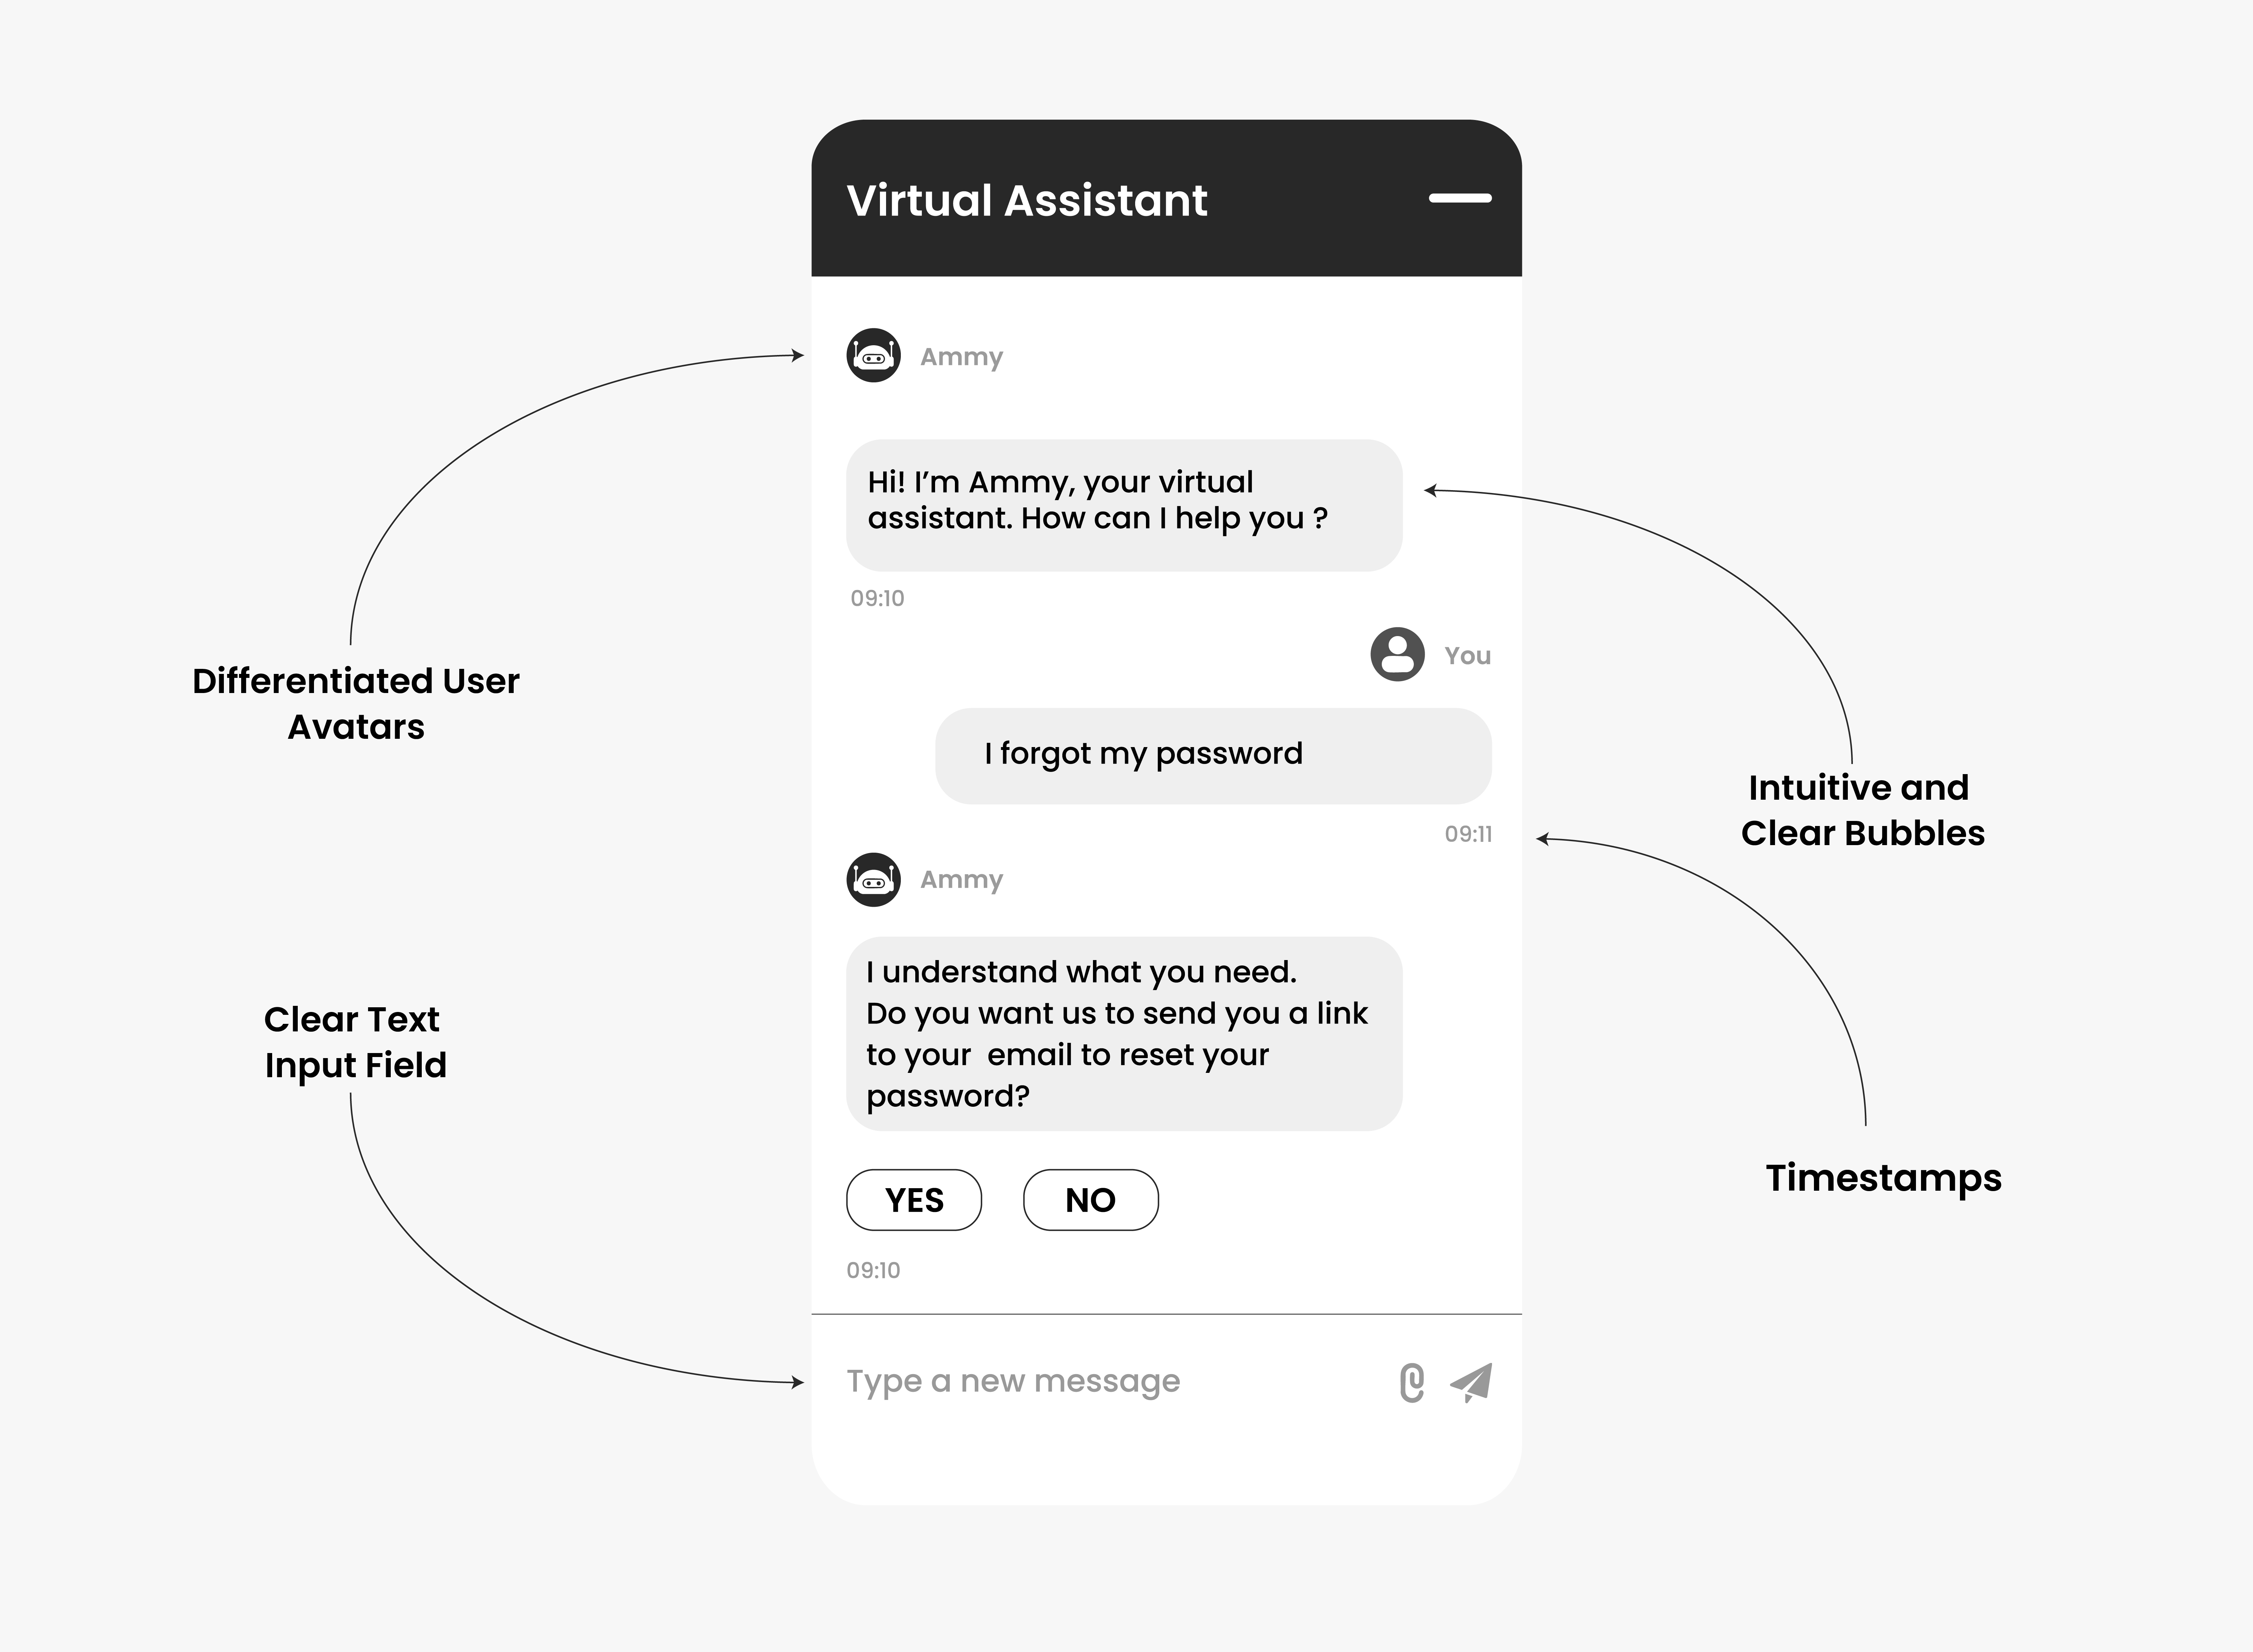 Virtual Assistant
Ammy
Hi! I’m Ammy, your virtual
assistant. How can I help you ?
09:10
You
I forgot my password
09:11
Ammy
I understand what you need.
Do you want us to send you a link
to your  email to reset your
password?
YES
NO
09:10
Type a new message
Differentiated User
Avatars
Clear Text
Input Field
Intuitive and
Clear Bubbles
Timestamps